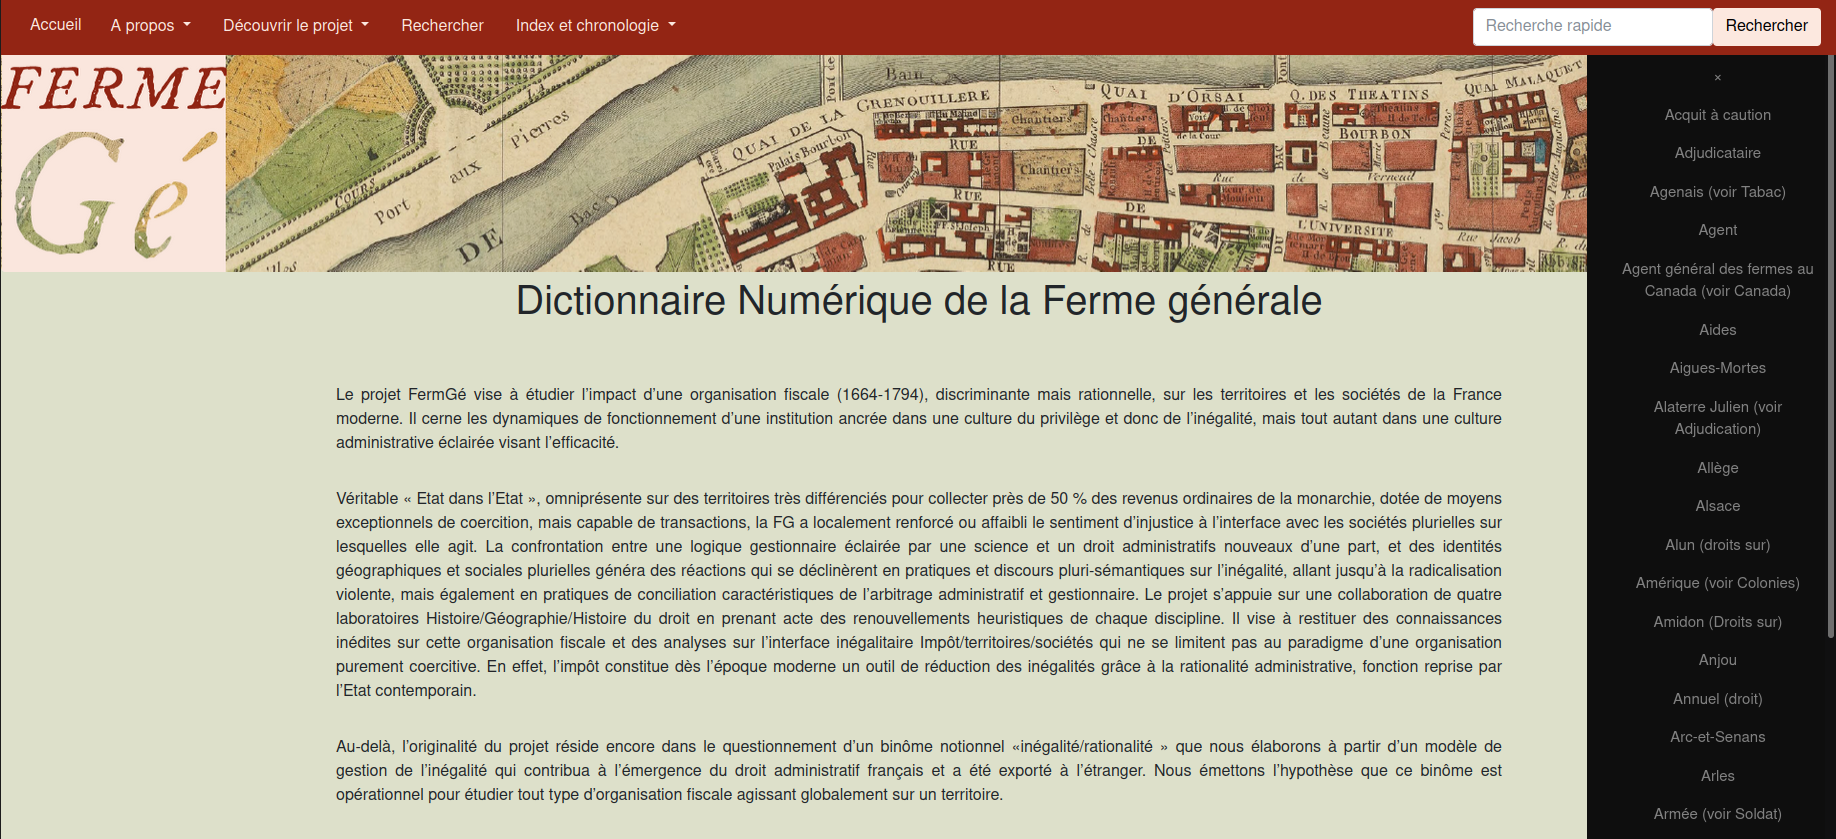 Accueil
A propos
Découvrir le projet
Rechercher
Index et chronologie
Recherche rapide
Rechercher
FERME
Gé
COURS
LA
Port
aux
Pierres
DE
Bac
Pont de
Bain
QUAI DE LA
GRENOUILLERE
Palais Bourbon
Chantiers
QUAI D'ORSAI
Chantiers
Q. DES THEATINS
Theatins
QUAI MALAQUET
RUE
DE
BOURBON
Chantiers
Rue
de
Verneuil
RUE
DE
L'UNIVERSITE
Rue Jacob
RUE
DU
BAC
×
Acquit à caution
Adjudicataire
Agenais (voir Tabac)
Agent
Agent général des fermes au
Canada (voir Canada)
Aides
Aigues-Mortes
Alaterre Julien (voir
Adjudication)
Allège
Alsace
Alun (droits sur)
Amérique (voir Colonies)
Amidon (Droits sur)
Anjou
Annuel (droit)
Arc-et-Senans
Arles
Armée (voir Soldat)
Dictionnaire Numérique de la Ferme générale
Le projet FermGé vise à étudier l’impact d’une organisation fiscale (1664-1794), discriminante mais rationnelle, sur les territoires et les sociétés de la France
moderne. Il cerne les dynamiques de fonctionnement d’une institution ancrée dans une culture du privilège et donc de l’inégalité, mais tout autant dans une culture
administrative éclairée visant l’efficacité.
Véritable « Etat dans l’Etat », omniprésente sur des territoires très différenciés pour collecter près de 50 % des revenus ordinaires de la monarchie, dotée de moyens
exceptionnels de coercition, mais capable de transactions, la FG a localement renforcé ou affaibli le sentiment d’injustice à l’interface avec les sociétés plurielles sur
lesquelles elle agit. La confrontation entre une logique gestionnaire éclairée par une science et un droit administratifs nouveaux d’une part, et des identités
géographiques et sociales plurielles généra des réactions qui se déclinèrent en pratiques et discours pluri-sémantiques sur l’inégalité, allant jusqu’à la radicalisation
violente, mais également en pratiques de conciliation caractéristiques de l’arbitrage administratif et gestionnaire. Le projet s’appuie sur une collaboration de quatre
laboratoires Histoire/Géographie/Histoire du droit en prenant acte des renouvellements heuristiques de chaque discipline. Il vise à restituer des connaissances
inédites sur cette organisation fiscale et des analyses sur l’interface inégalitaire Impôt/territoires/sociétés qui ne se limitent pas au paradigme d’une organisation
purement coercitive. En effet, l’impôt constitue dès l’époque moderne un outil de réduction des inégalités grâce à la rationalité administrative, fonction reprise par
l’Etat contemporain.
Au-delà, l’originalité du projet réside encore dans le questionnement d’un binôme notionnel «inégalité/rationalité » que nous élaborons à partir d’un modèle de
gestion de l’inégalité qui contribua à l’émergence du droit administratif français et a été exporté à l’étranger. Nous émettons l’hypothèse que ce binôme est
opérationnel pour étudier tout type d’organisation fiscale agissant globalement sur un territoire.